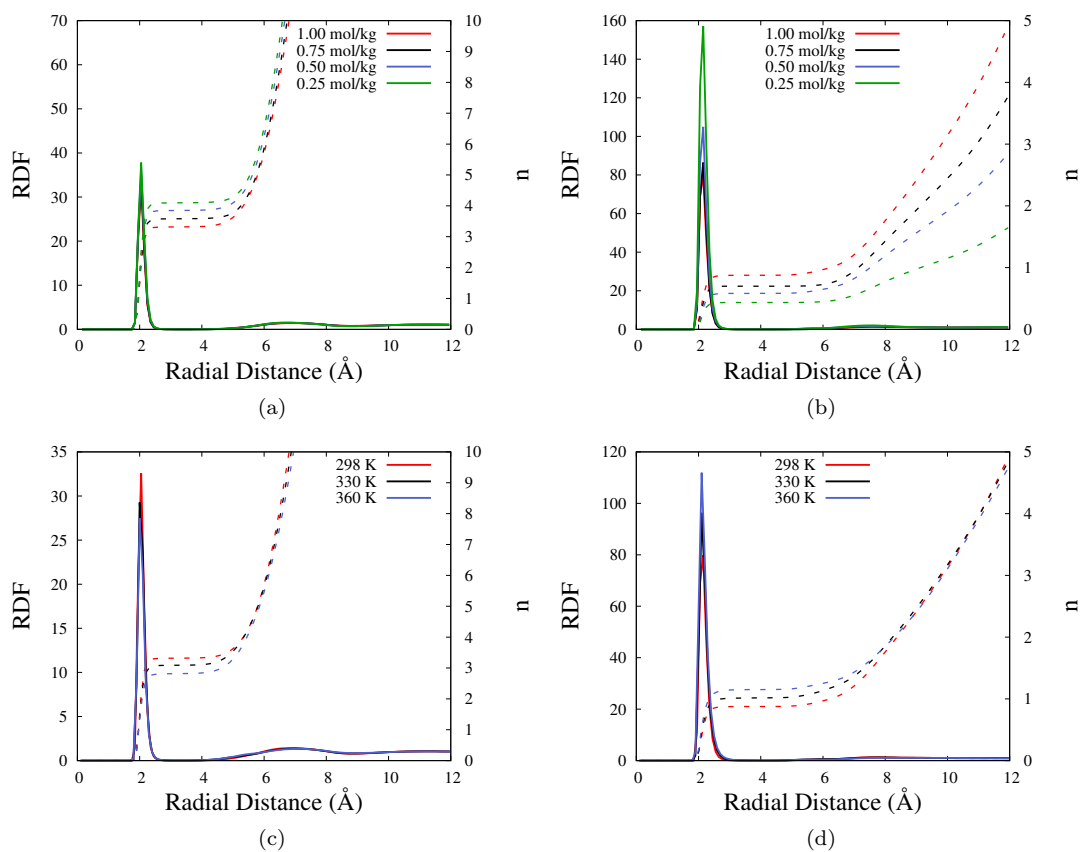 70
60
50
40
30
20
10
0
RDF
10
9
8
7
6
5
4
3
2
1
0
n
1.00 mol/kg
0.75 mol/kg
0.50 mol/kg
0.25 mol/kg
0 2 4 6 8 10 12
Radial Distance (Å)
(a)
160
140
120
100
80
60
40
20
0
RDF
5
4
3
2
1
0
n
1.00 mol/kg
0.75 mol/kg
0.50 mol/kg
0.25 mol/kg
0 2 4 6 8 10 12
Radial Distance (Å)
(b)
35
30
25
20
15
10
5
0
RDF
10
9
8
7
6
5
4
3
2
1
0
n
298 K
330 K
360 K
0 2 4 6 8 10 12
Radial Distance (Å)
(c)
120
100
80
60
40
20
0
RDF
5
4
3
2
1
0
n
298 K
330 K
360 K
0 2 4 6 8 10 12
Radial Distance (Å)
(d)